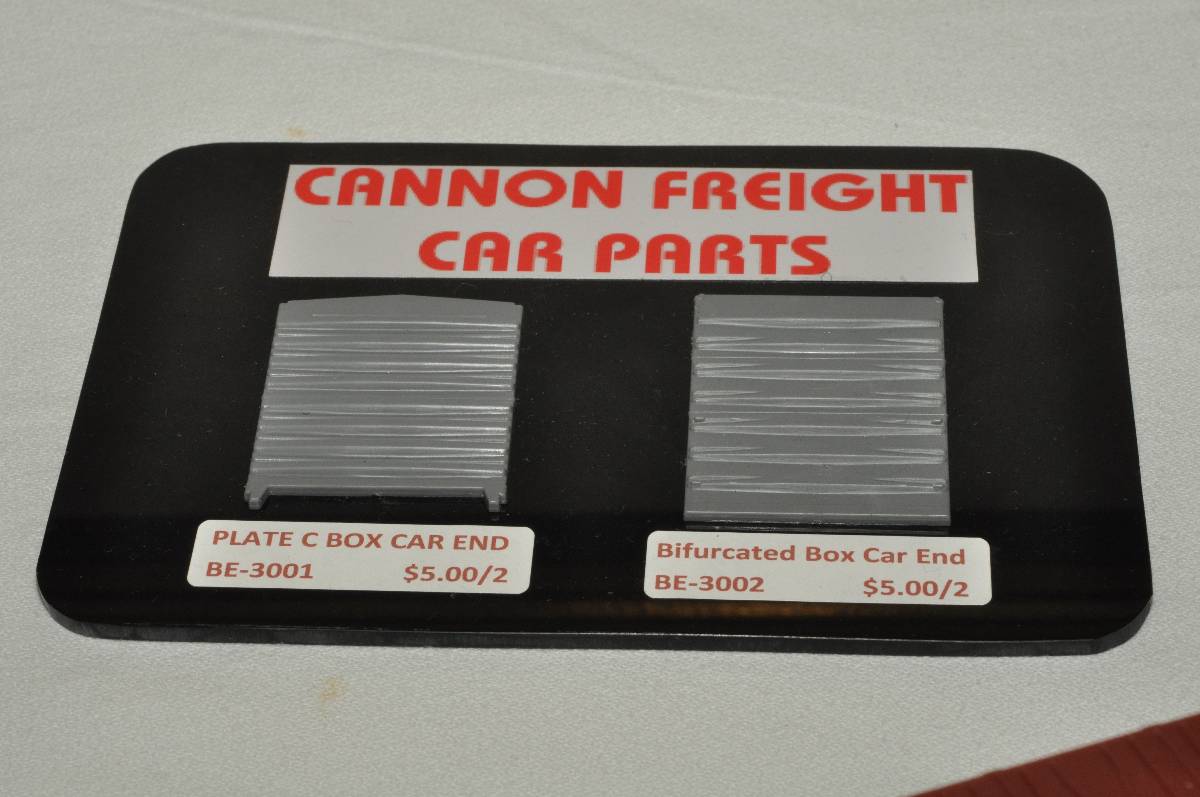 CANNON FREIGHT
CAR PARTS
PLATE C BOX CAR END
BE-3001 $5.00/2
Bifurcated Box Car End
BE-3002 $5.00/2